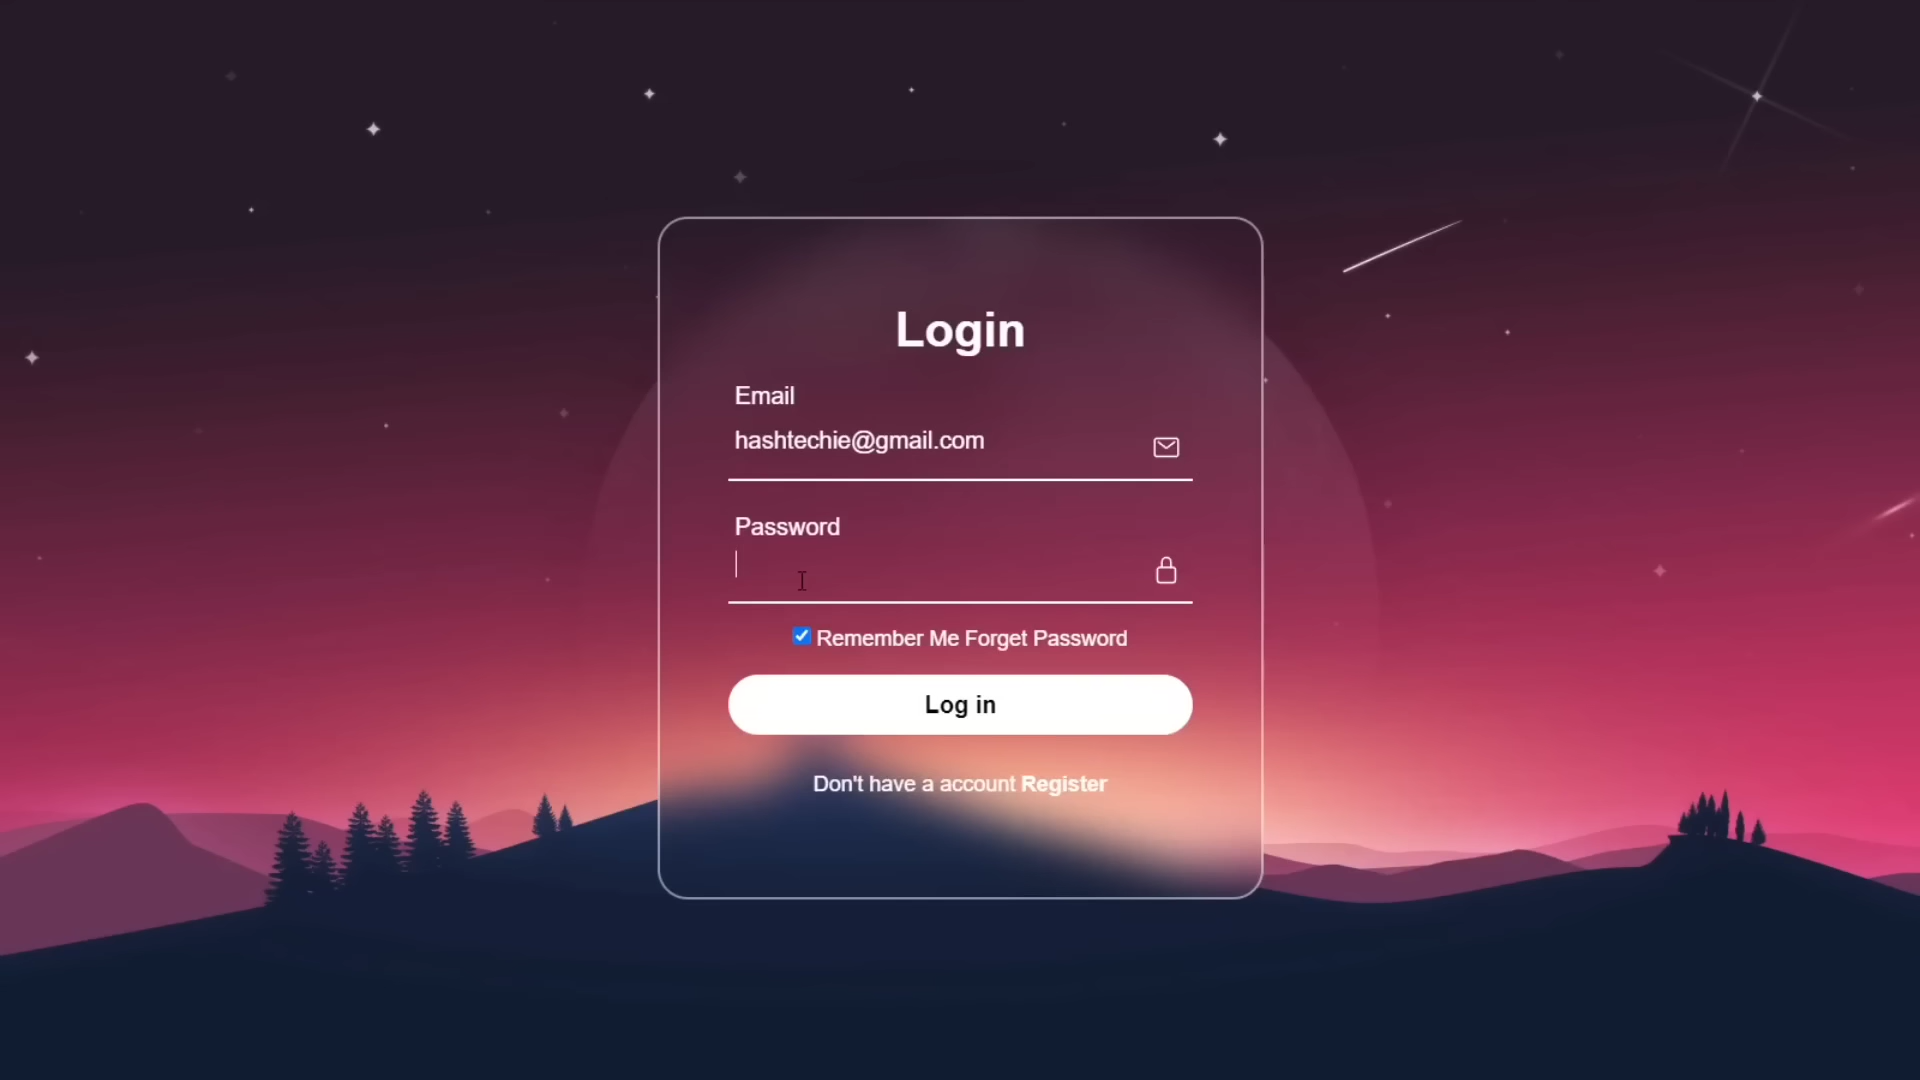 Login
Email
hashtechie@gmail.com
Password
Remember Me Forget Password
Log in
Don't have a account Register